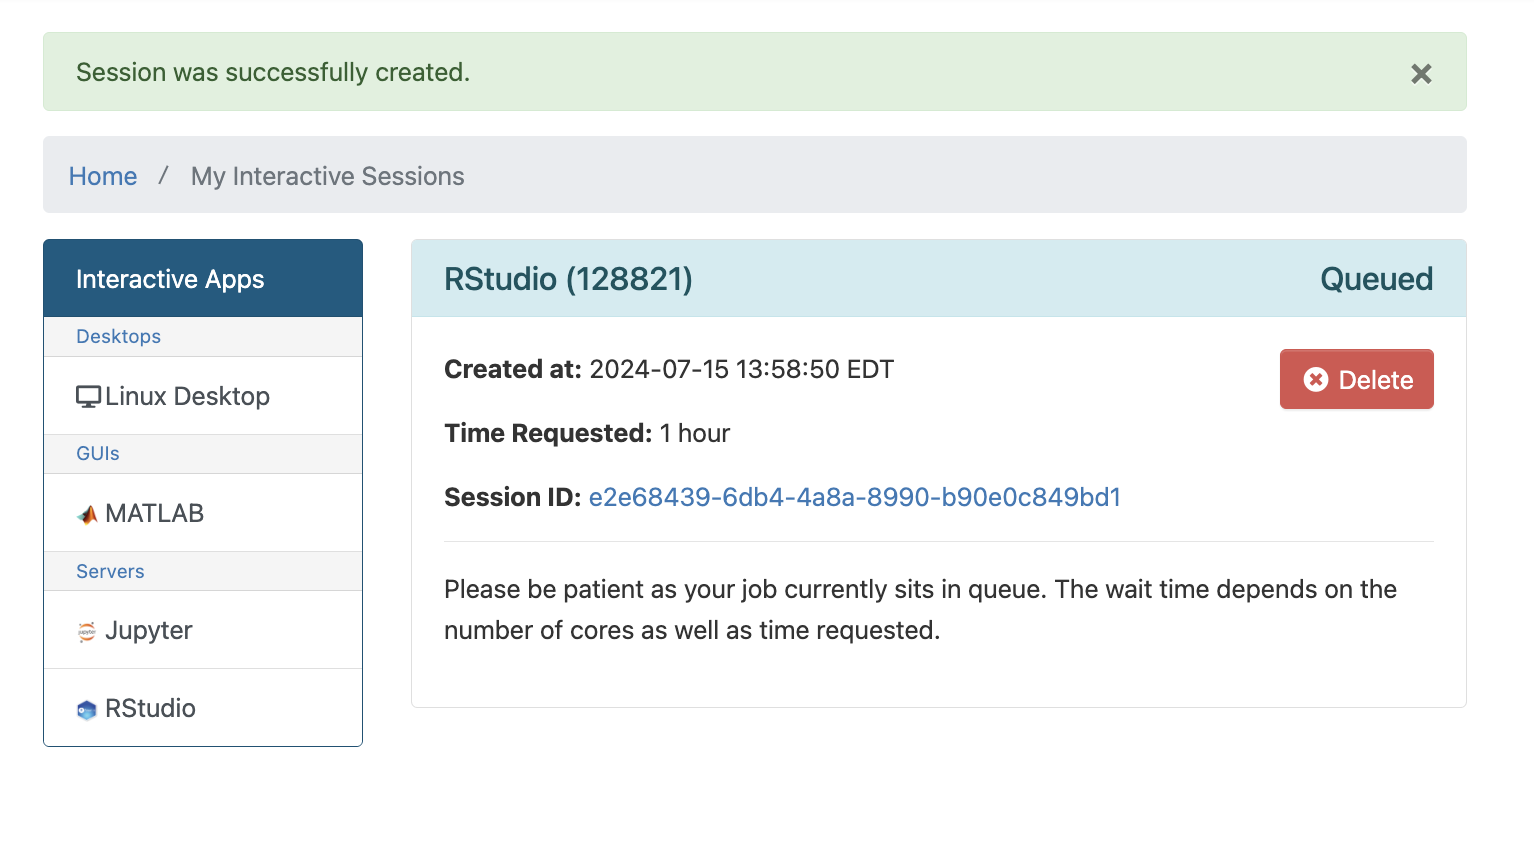 Session was successfully created.
Home / My Interactive Sessions
Interactive Apps
Desktops
Linux Desktop
GUIs
MATLAB
Servers
Jupyter
RStudio
RStudio (128821) Queued
Created at: 2024-07-15 13:58:50 EDT
Delete
Time Requested: 1 hour
Session ID: e2e68439-6db4-4a8a-8990-b90e0c849bd1
Please be patient as your job currently sits in queue. The wait time depends on the
number of cores as well as time requested.